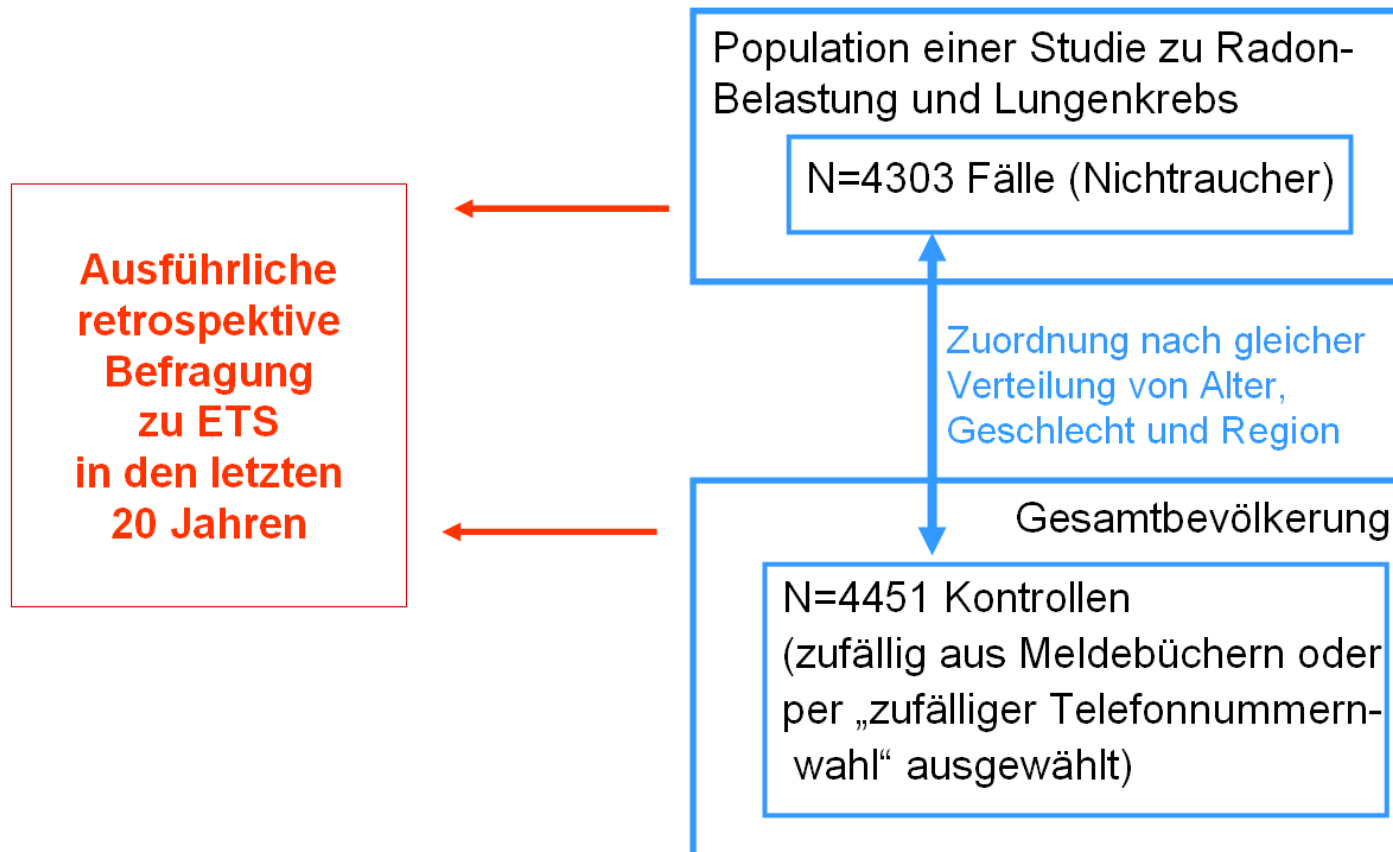 Population einer Studie zu Radon-
Belastung und Lungenkrebs
N=4303 Fälle (Nichtraucher)
Ausführliche
retrospektive
Befragung
zu ETS
in den letzten
20 Jahren
Zuordnung nach gleicher
Verteilung von Alter,
Geschlecht und Region
Gesamtbevölkerung
N=4451 Kontrollen
(zufällig aus Meldebüchern oder
per „zufälliger Telefonnummern-
wahl“ ausgewählt)